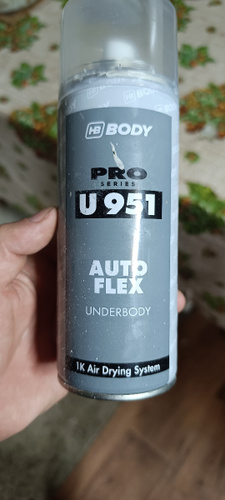 HB BODY
PRO
SERIES
U 951
AUTO
FLEX
UNDERBODY
1K Air Drying System